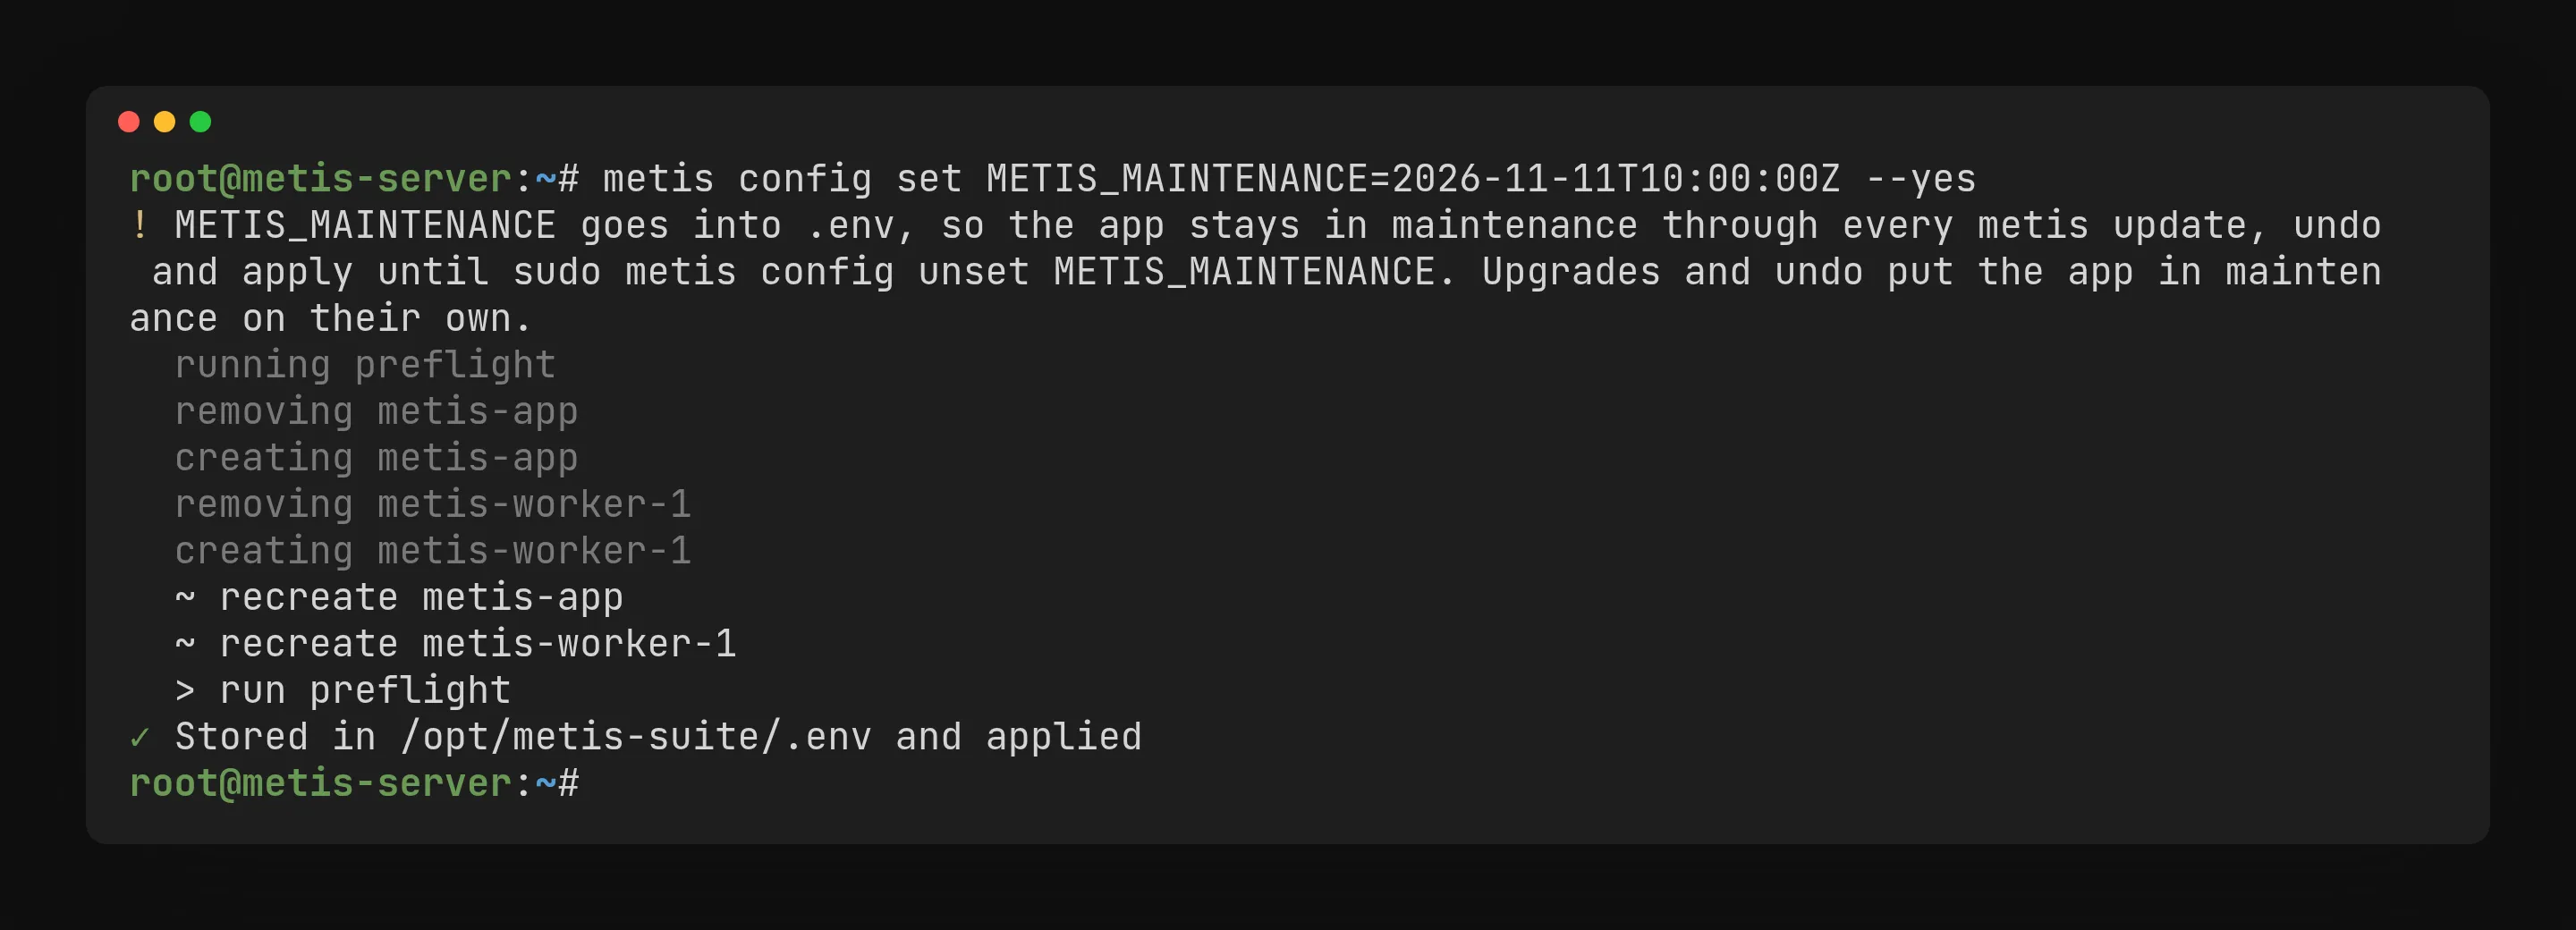 root@metis-server:~# metis config set METIS_MAINTENANCE=2026-11-11T10:00:00Z --yes
! METIS_MAINTENANCE goes into .env, so the app stays in maintenance through every metis update, undo
 and apply until sudo metis config unset METIS_MAINTENANCE. Upgrades and undo put the app in mainten
ance on their own.
  running preflight
  removing metis-app
  creating metis-app
  removing metis-worker-1
  creating metis-worker-1
  ~ recreate metis-app
  ~ recreate metis-worker-1
  > run preflight
✓ Stored in /opt/metis-suite/.env and applied
root@metis-server:~#